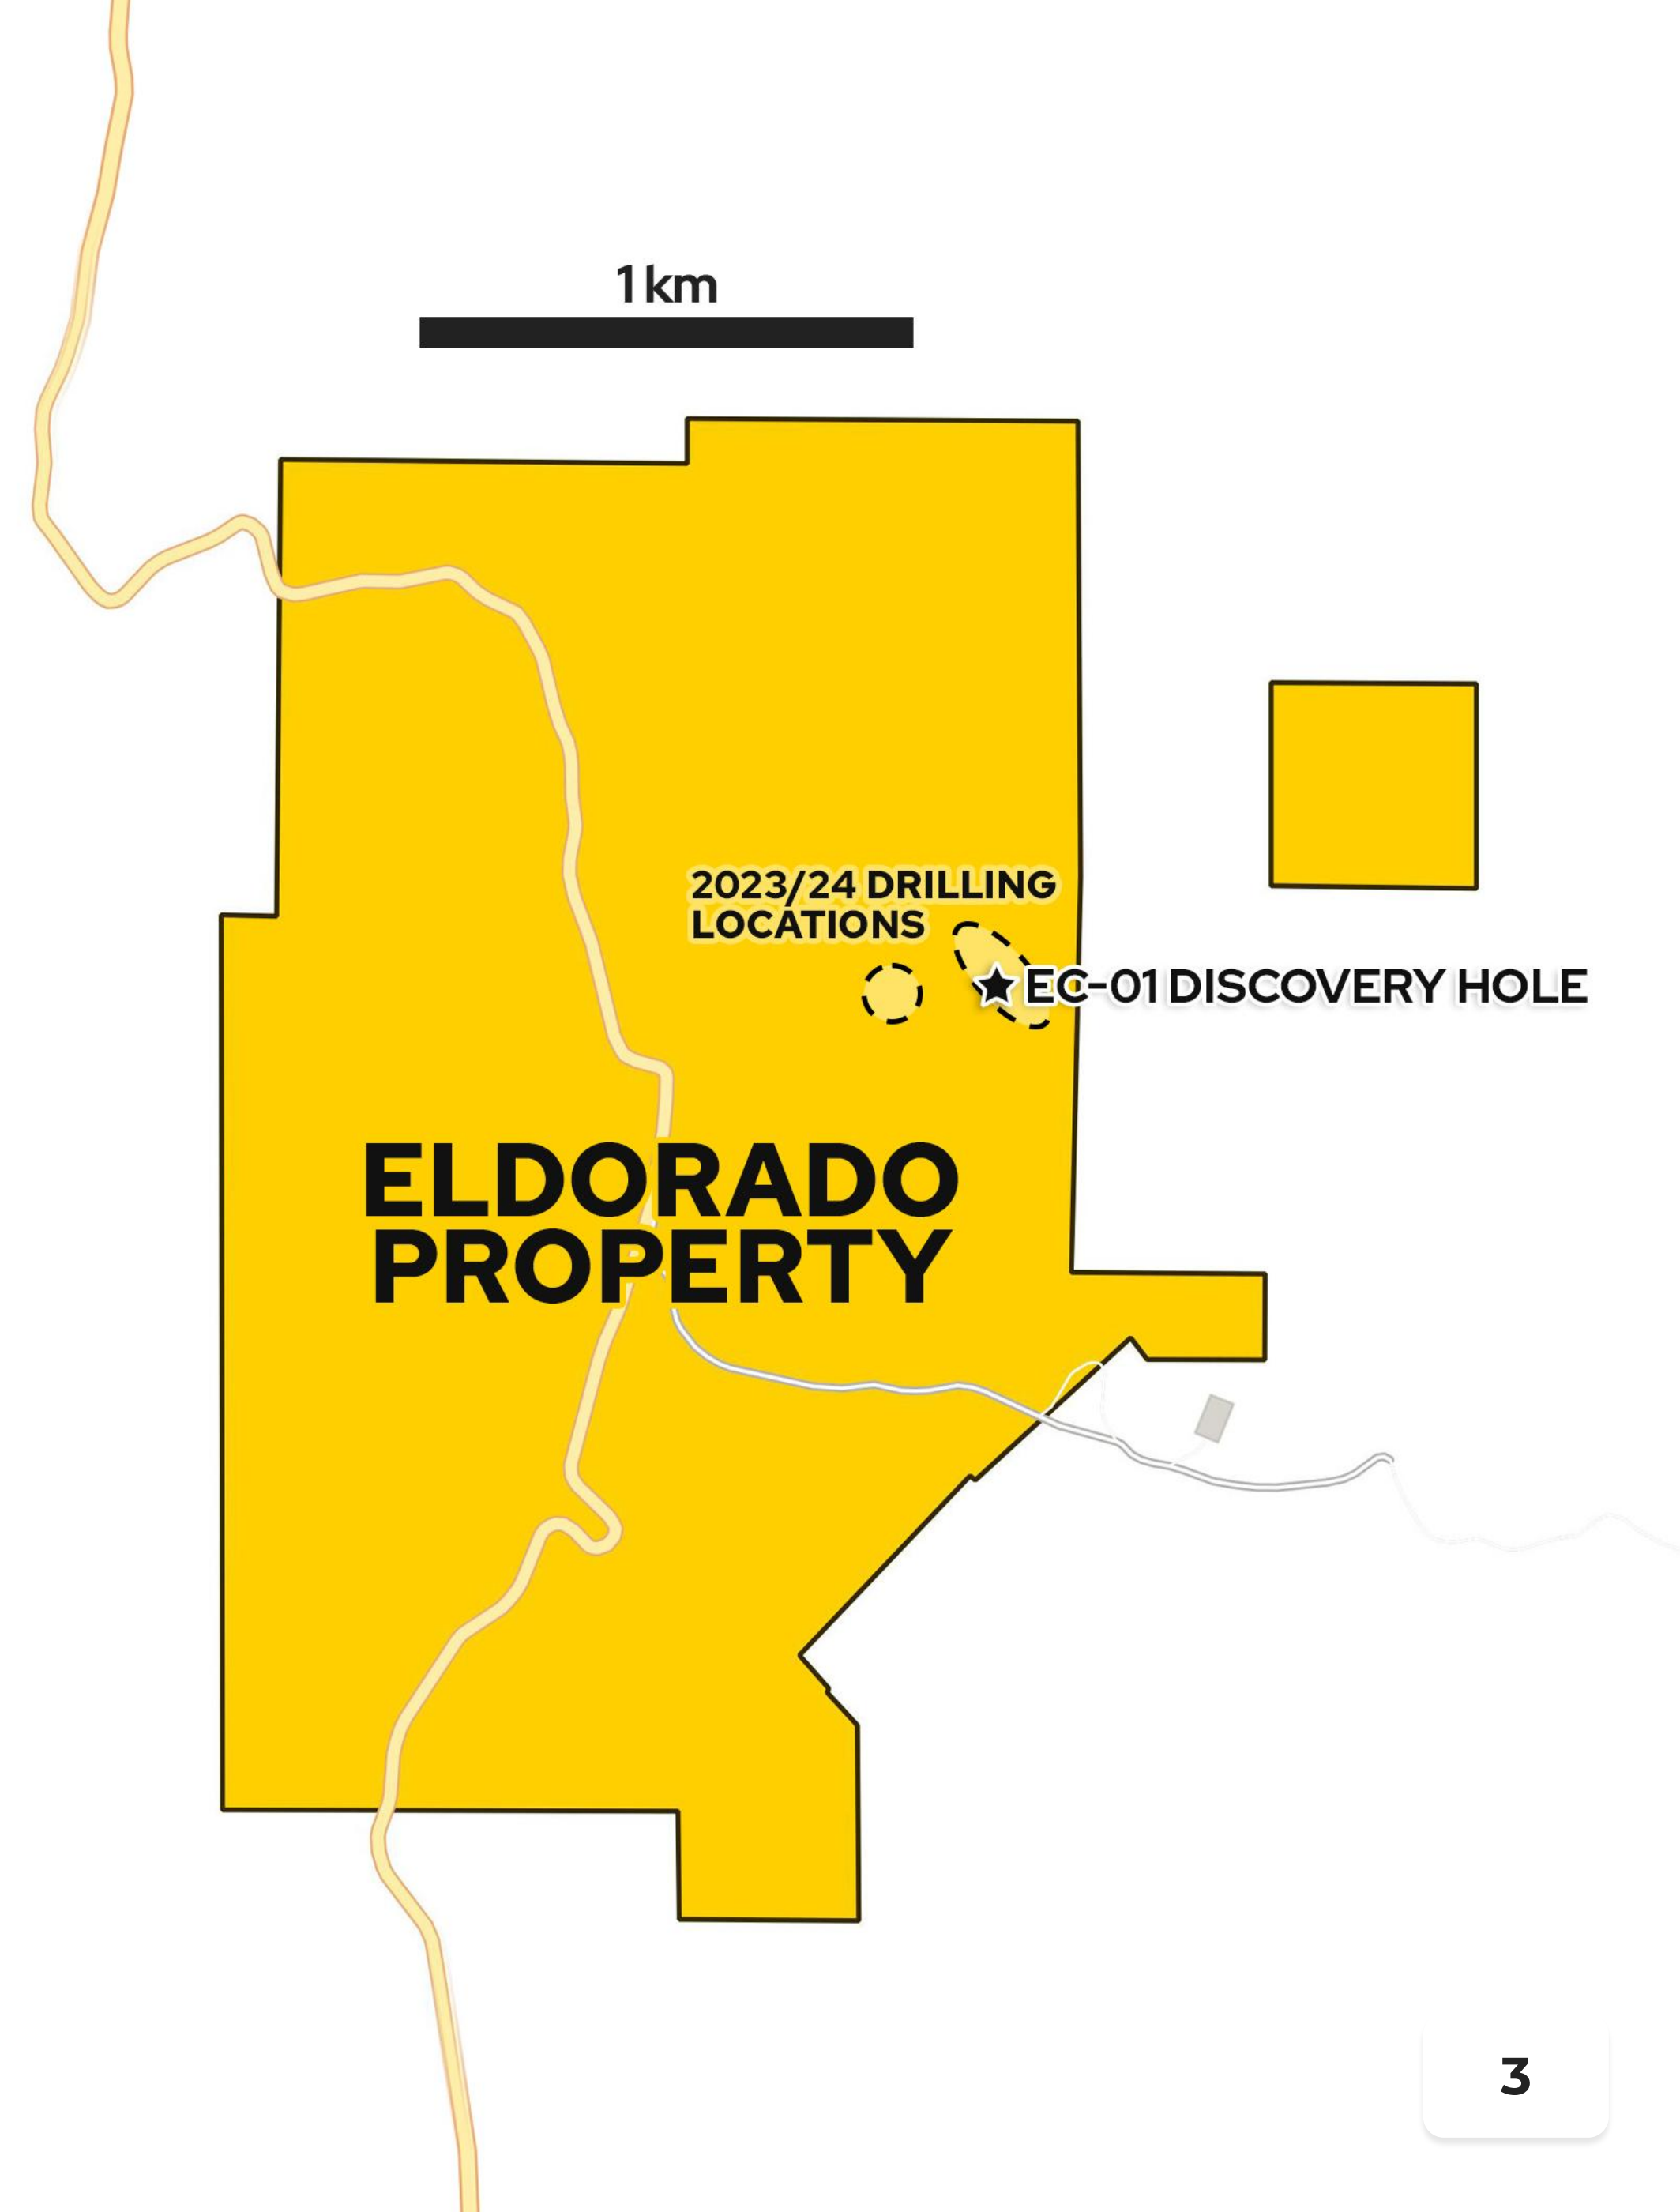 1 km
2023/24 DRILLING
LOCATIONS
EC-01 DISCOVERY HOLE
ELDORADO
PROPERTY
3